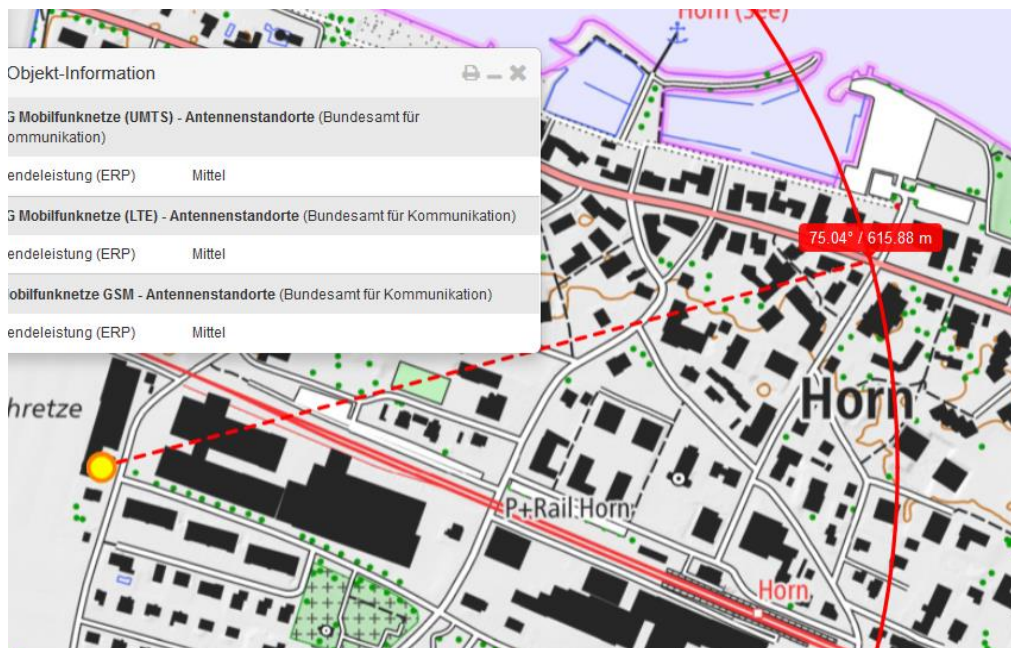 Horn (See)
Objekt-Information
G Mobilfunknetze (UMTS) - Antennenstandorte (Bundesamt für
ommunikation)
endeleistung (ERP) Mittel
G Mobilfunknetze (LTE) - Antennenstandorte (Bundesamt für Kommunikation)
endeleistung (ERP) Mittel
obilfunknetze GSM - Antennenstandorte (Bundesamt für Kommunikation)
endeleistung (ERP) Mittel
75.04° / 615.88 m
Horn
hretze
P+Rail Horn
Horn